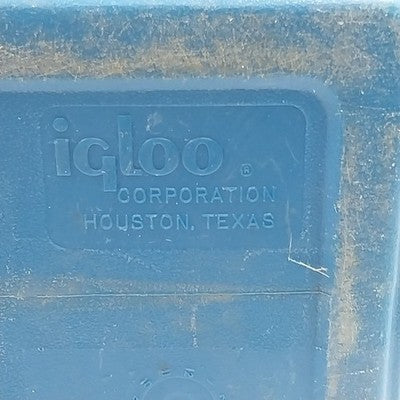 igloo ®
CORPORATION
HOUSTON, TEXAS